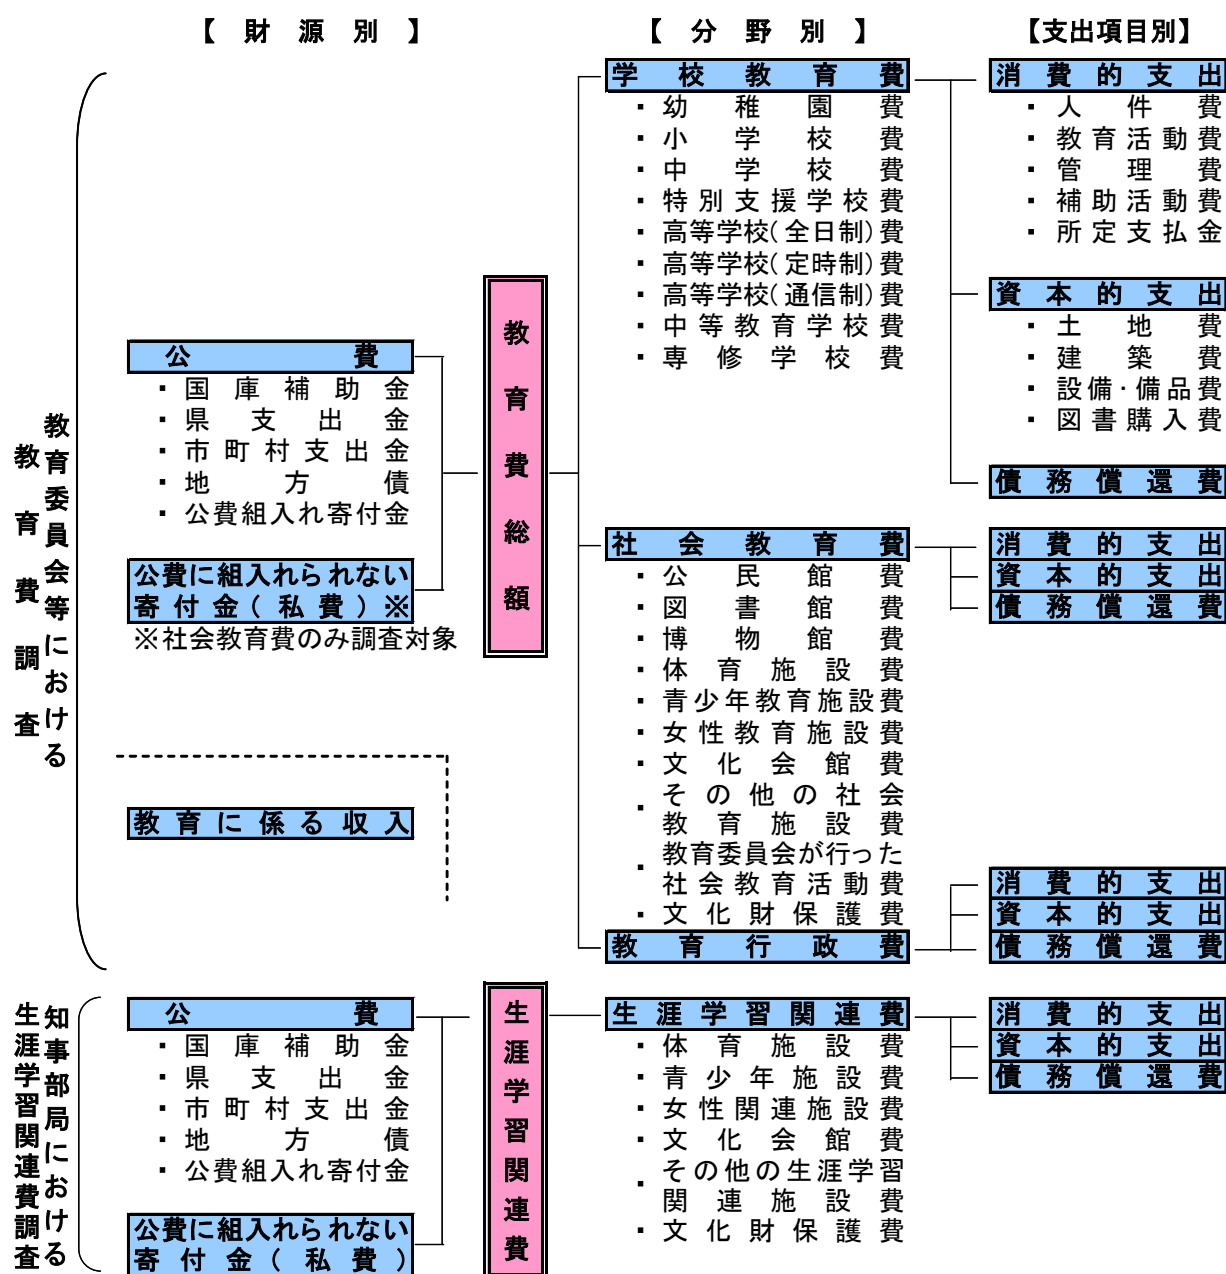 【財源別】
【分野別】
【支出項目別】
教育委員会等における
教育費調査
公費
・国庫補助金
・県支出金
・市町村支出金
・地方債
・公費組入れ寄付金
公費に組入れられない
寄付金(私費)※
※社会教育費のみ調査対象
教育に係る収入
教育費総額
学校教育費
・幼稚園費
・小学校費
・中学校費
・特別支援学校費
・高等学校(全日制)費
・高等学校(定時制)費
・高等学校(通信制)費
・中等教育学校費
・専修学校費
消費的支出
・人件費
・教育活動費
・管理費
・補助活動費
・所定支払金
資本的支出
・土地費
・建築費
・設備・備品費
・図書購入費
債務償還費
社会教育費
・公民館費
・図書館費
・博物館費
・体育施設費
・青少年教育施設費
・女性教育施設費
・文化会館費
・その他の社会
教育施設費
・教育委員会が行った
社会教育活動費
・文化財保護費
消費的支出
資本的支出
債務償還費
教育行政費
消費的支出
資本的支出
債務償還費
知事部局における
生涯学習関連費調査
公費
・国庫補助金
・県支出金
・市町村支出金
・地方債
・公費組入れ寄付金
公費に組入れられない
寄付金(私費)
生涯学習関連費
生涯学習関連費
・体育施設費
・青少年施設費
・女性関連施設費
・文化会館費
・その他の生涯学習
関連施設費
・文化財保護費
消費的支出
資本的支出
債務償還費